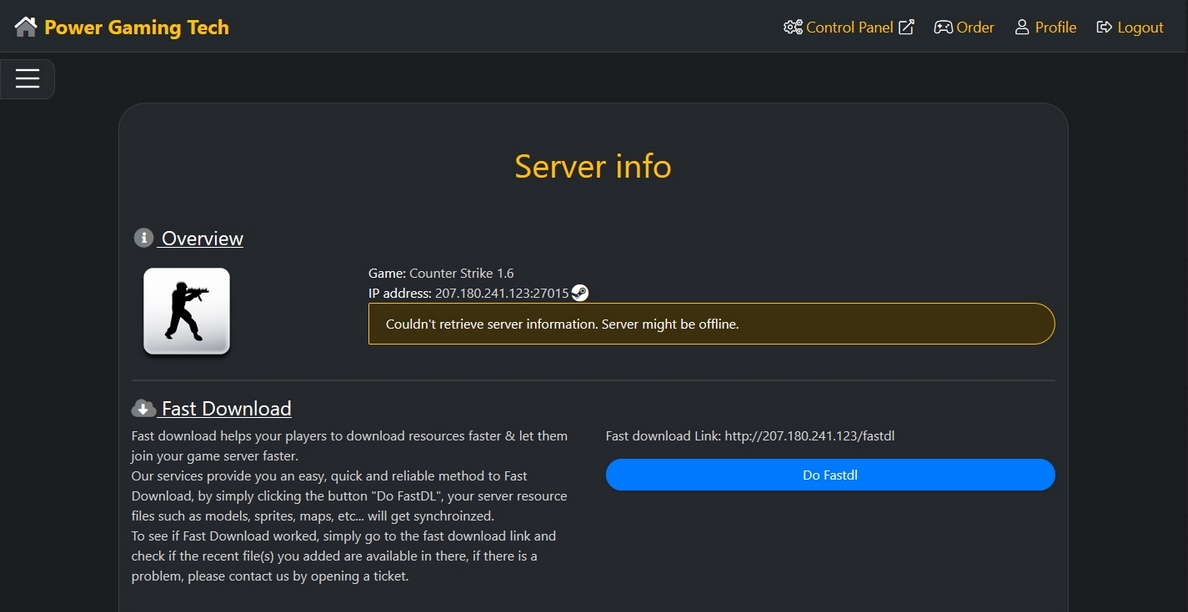 Power Gaming Tech
Control Panel
Order
Profile
Logout
Server info
Overview
Game: Counter Strike 1.6
IP address: 207.180.241.123:27015
Couldn't retrieve server information. Server might be offline.
Fast Download
Fast download helps your players to download resources faster & let them
join your game server faster.
Our services provide you an easy, quick and reliable method to Fast
Download, by simply clicking the button "Do FastDL", your server resource
files such as models, sprites, maps, etc... will get synchroinzed.
To see if Fast Download worked, simply go to the fast download link and
check if the recent file(s) you added are available in there, if there is a
problem, please contact us by opening a ticket.
Fast download Link: http://207.180.241.123/fastdl
Do Fastdl